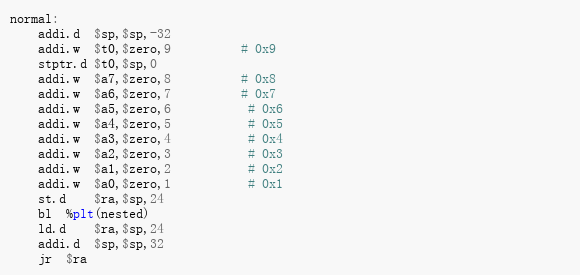 normal:
    addi.d  $sp,$sp,-32
    addi.w  $t0,$zero,9          # 0x9
    stptr.d $t0,$sp,0
    addi.w  $a7,$zero,8          # 0x8
    addi.w  $a6,$zero,7          # 0x7
    addi.w  $a5,$zero,6           # 0x6
    addi.w  $a4,$zero,5           # 0x5
    addi.w  $a3,$zero,4           # 0x4
    addi.w  $a2,$zero,3           # 0x3
    addi.w  $a1,$zero,2           # 0x2
    addi.w  $a0,$zero,1           # 0x1
    st.d    $ra,$sp,24
    bl  %plt(nested)
    ld.d    $ra,$sp,24
    addi.d  $sp,$sp,32
    jr  $ra